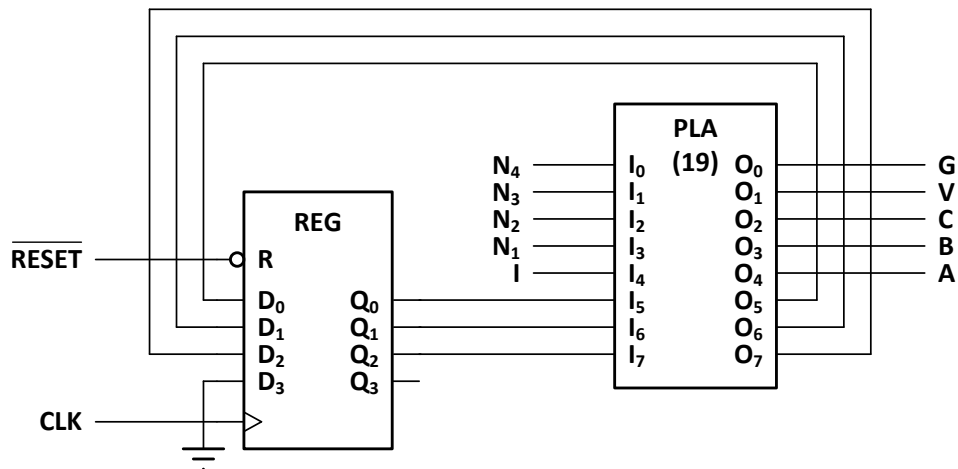 PLA
(19)
N₄ I₀ O₀ G
N₃ I₁ O₁ V
REG N₂ I₂ O₂ C
N₁ I₃ O₃ B
RESET R I I₄ O₄ A
D₀ Q₀ I₅ O₅
D₁ Q₁ I₆ O₆
D₂ Q₂ I₇ O₇
D₃ Q₃
CLK